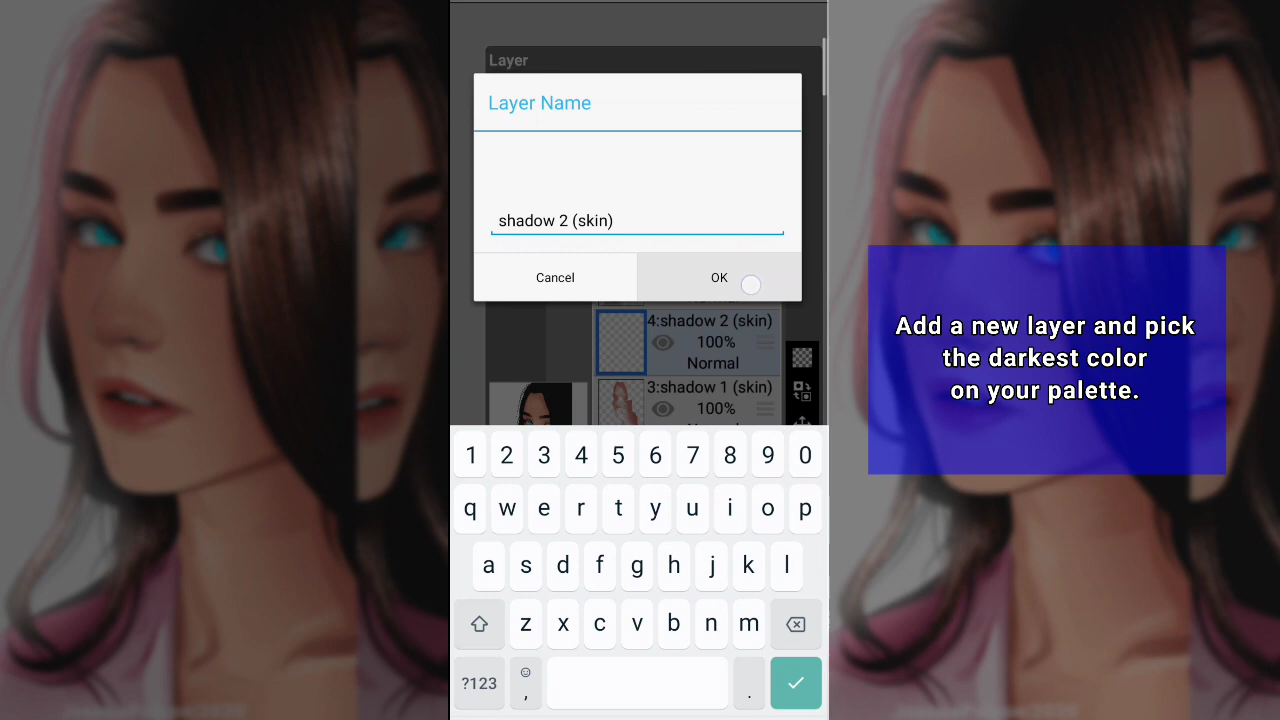 Layer
Layer Name
shadow 2 (skin)
Cancel
OK
4:shadow 2 (skin)
100%
Normal
3:shadow 1 (skin)
100%
1 2 3 4 5 6 7 8 9 0
q w e r t y u i o p
a s d f g h j k l
z x c v b n m
?123 , .
Add a new layer and pick
the darkest color
on your palette.